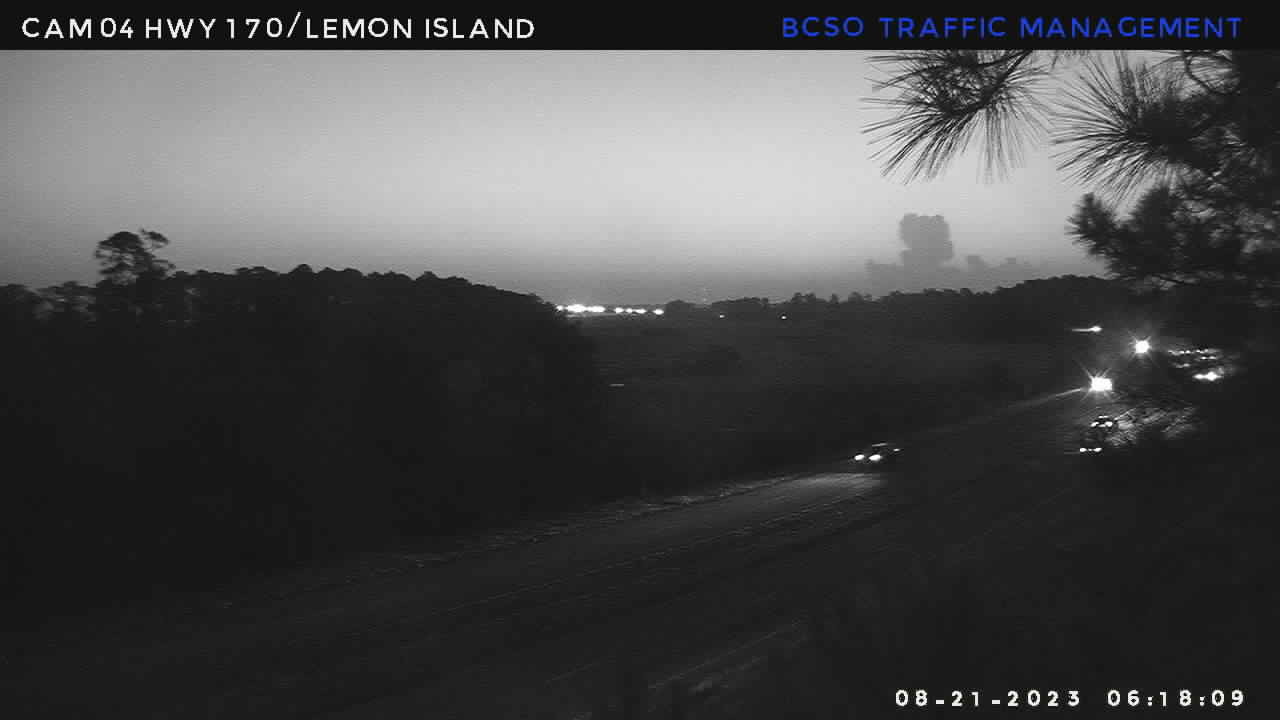 CAM04 HWY 170/LEMON ISLAND
BCSO TRAFFIC MANAGEMENT
08-21-2023 06:18:09